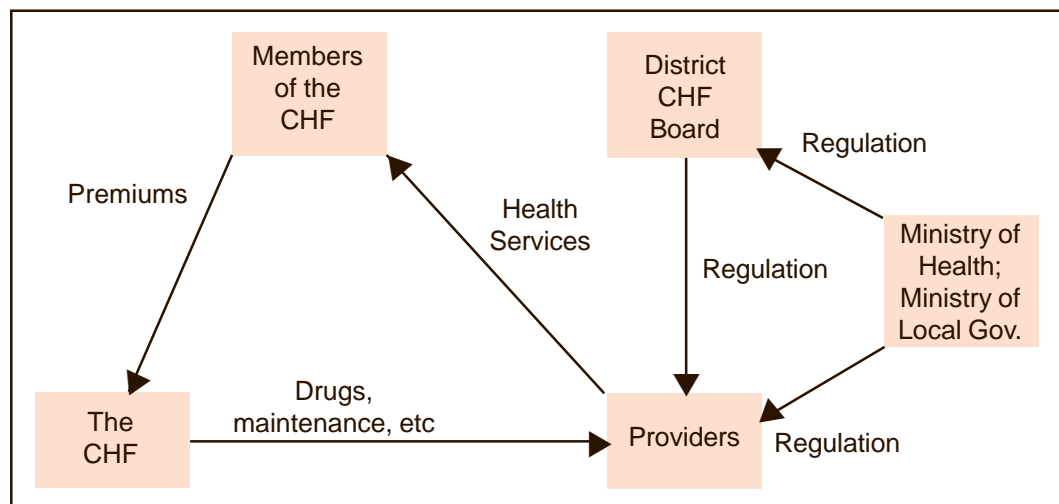 Members
of the
CHF
District
CHF
Board
Regulation
Premiums
Health
Services
Regulation
Ministry of
Health;
Ministry of
Local Gov.
The
CHF
Drugs,
maintenance, etc
Providers
Regulation